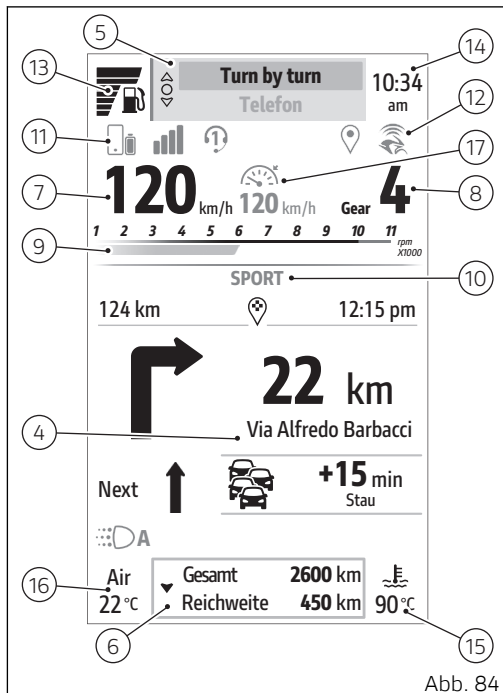 5
14
13
Turn by turn
Telefon
10:34
am
12
11
1
17
7
120 km/h
120 km/h
Gear 4
8
1 2 3 4 5 6 7 8 9 10 11
rpm
X1000
9
SPORT
10
124 km
12:15 pm
22 km
4
Via Alfredo Barbacci
Next
+15 min
Stau
A
16
Air
22 °C
Gesamt 2600 km
Reichweite 450 km
90 °C
6
15
Abb. 84